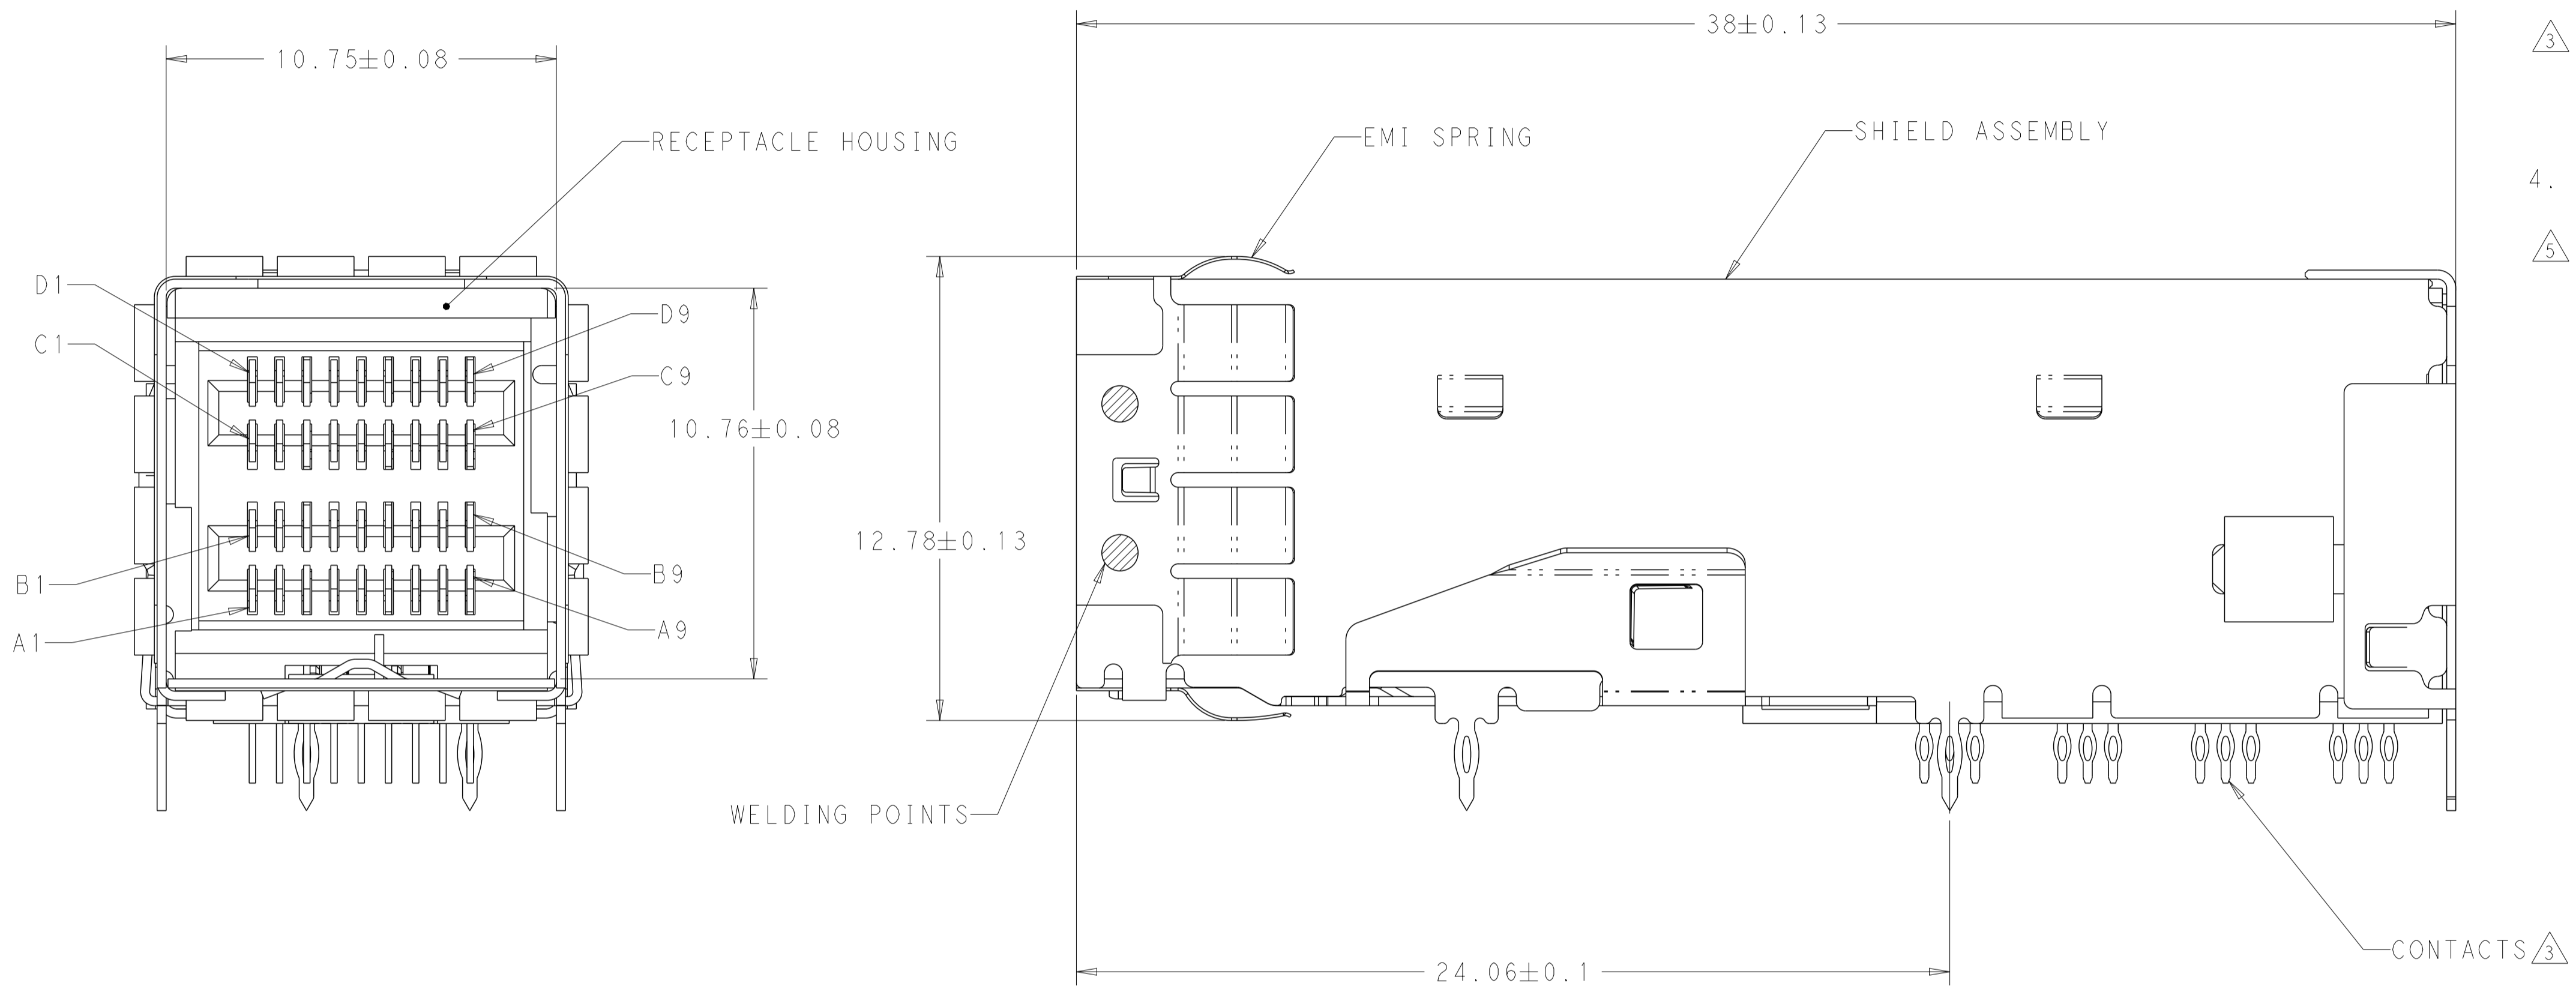 38±0.13
3
10.75±0.08
RECEPTACLE HOUSING
EMI SPRING
SHIELD ASSEMBLY
4.
5
D1
D9
C1
C9
10.76±0.08
12.78±0.13
B1
B9
A1
A9
WELDING POINTS
CONTACTS 3
24.06±0.1